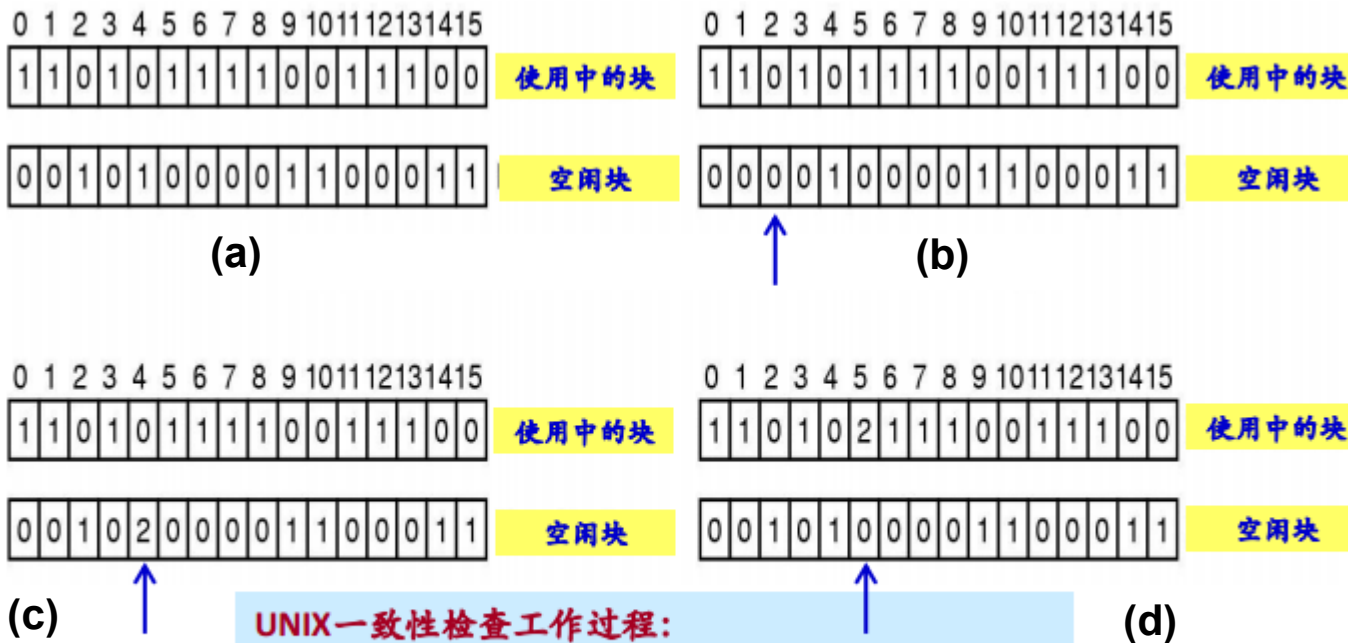 0 1 2 3 4 5 6 7 8 9 10 11 12 13 14 15
1 1 0 1 0 1 1 1 1 0 0 1 1 1 0 0 使用中的块
0 0 1 0 1 0 0 0 0 1 1 0 0 0 1 1 空闲块
(a)
0 1 2 3 4 5 6 7 8 9 10 11 12 13 14 15
1 1 0 1 0 1 1 1 1 0 0 1 1 1 0 0 使用中的块
0 0 0 0 1 0 0 0 0 1 1 0 0 0 1 1 空闲块
(b)
0 1 2 3 4 5 6 7 8 9 10 11 12 13 14 15
1 1 0 1 0 1 1 1 1 0 0 1 1 1 0 0 使用中的块
0 0 1 0 2 0 0 0 0 1 1 0 0 0 1 1 空闲块
(c)
0 1 2 3 4 5 6 7 8 9 10 11 12 13 14 15
1 1 0 1 0 2 1 1 1 0 0 1 1 1 0 0 使用中的块
0 0 1 0 1 0 0 0 0 1 1 0 0 0 1 1 空闲块
(d)
UNIX一致性检查工作过程: